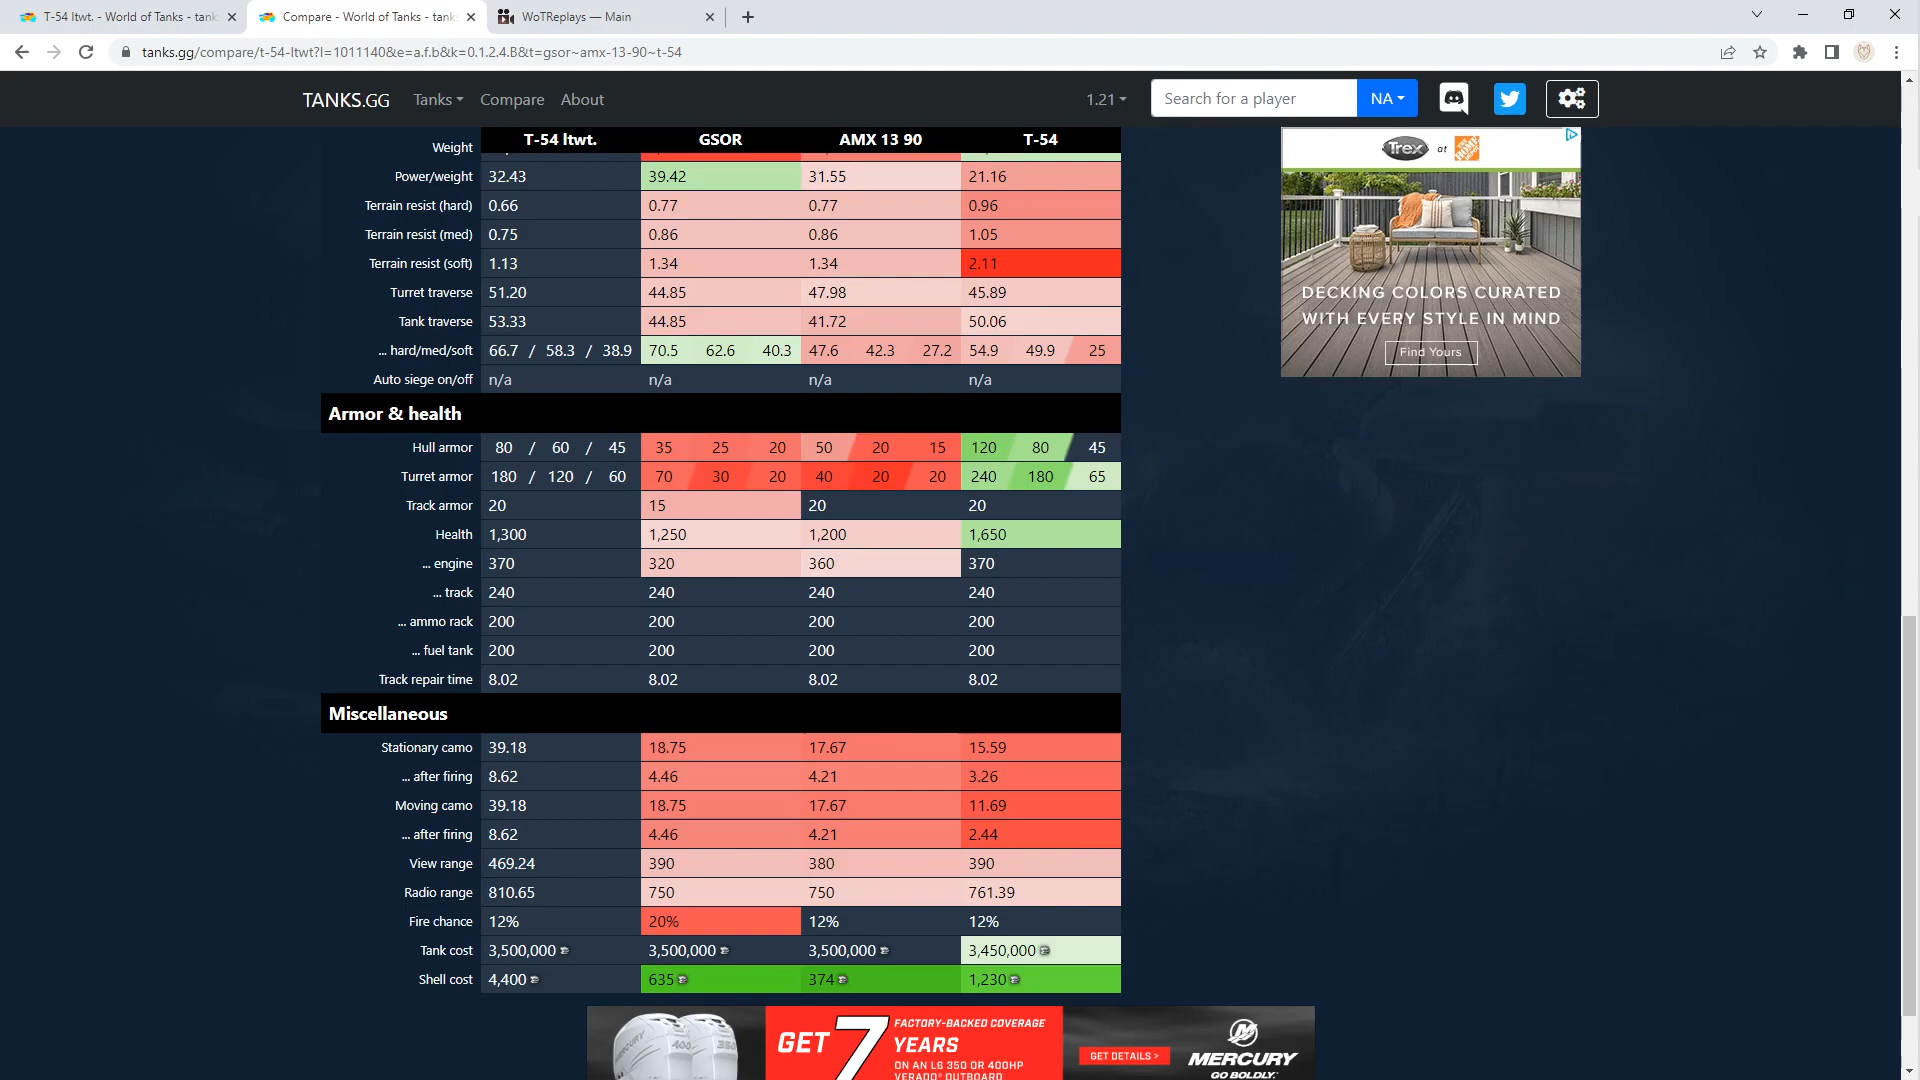 T-54 ltwt. - World of Tanks - tank
Compare - World of Tanks - tanks
WoTReplays — Main
tanks.gg/compare/t-54-ltwt?l=1011140&e=a.f.b&k=0.1.2.4.B&t=gsor~amx-13-90~t-54
TANKS.GG Tanks Compare About 1.21 Search for a player NA
T-54 ltwt. GSOR AMX 13 90 T-54
Weight
Power/weight 32.43 39.42 31.55 21.16
Terrain resist (hard) 0.66 0.77 0.77 0.96
Terrain resist (med) 0.75 0.86 0.86 1.05
Terrain resist (soft) 1.13 1.34 1.34 2.11
Turret traverse 51.20 44.85 47.98 45.89
Tank traverse 53.33 44.85 41.72 50.06
... hard/med/soft 66.7 / 58.3 / 38.9 70.5 62.6 40.3 47.6 42.3 27.2 54.9 49.9 25
Auto siege on/off n/a n/a n/a n/a
Armor & health
Hull armor 80 / 60 / 45 35 25 20 50 20 15 120 80 45
Turret armor 180 / 120 / 60 70 30 20 40 20 20 240 180 65
Track armor 20 15 20 20
Health 1,300 1,250 1,200 1,650
... engine 370 320 360 370
... track 240 240 240 240
... ammo rack 200 200 200 200
... fuel tank 200 200 200 200
Track repair time 8.02 8.02 8.02 8.02
Miscellaneous
Stationary camo 39.18 18.75 17.67 15.59
... after firing 8.62 4.46 4.21 3.26
Moving camo 39.18 18.75 17.67 11.69
... after firing 8.62 4.46 4.21 2.44
View range 469.24 390 380 390
Radio range 810.65 750 750 761.39
Fire chance 12% 20% 12% 12%
Tank cost 3,500,000 3,500,000 3,500,000 3,450,000
Shell cost 4,400 635 374 1,230
Trex at
DECKING COLORS CURATED
WITH EVERY STYLE IN MIND
Find Yours
400 350
GET 7 YEARS
FACTORY-BACKED COVERAGE
ON AN L6 350 OR 400HP
VERADO® OUTBOARD
GET DETAILS >
MERCURY
GO BOLDLY.